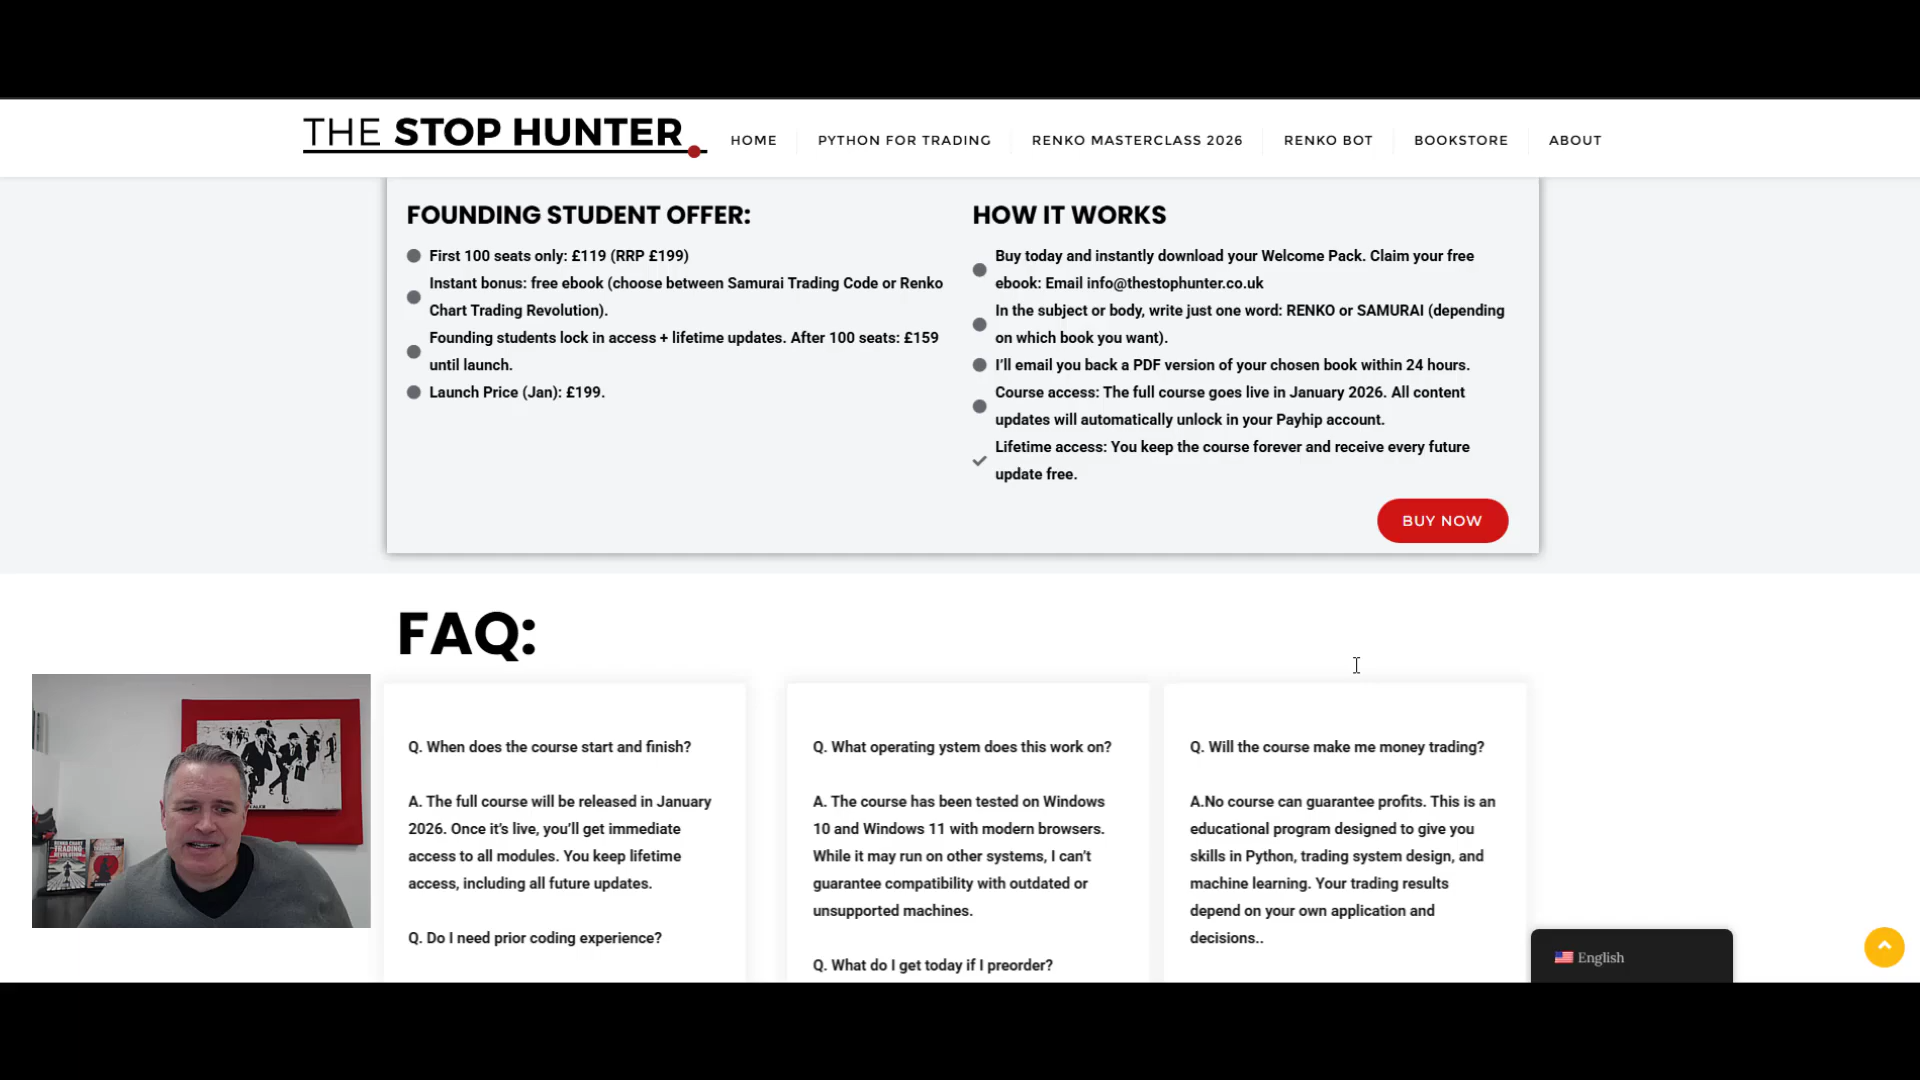 THE STOP HUNTER.
HOME
PYTHON FOR TRADING
RENKO MASTERCLASS 2026
RENKO BOT
BOOKSTORE
ABOUT
FOUNDING STUDENT OFFER:
First 100 seats only: £119 (RRP £199)
Instant bonus: free ebook (choose between Samurai Trading Code or Renko
Chart Trading Revolution).
Founding students lock in access + lifetime updates. After 100 seats: £159
until launch.
Launch Price (Jan): £199.
HOW IT WORKS
Buy today and instantly download your Welcome Pack. Claim your free
ebook: Email info@thestophunter.co.uk
In the subject or body, write just one word: RENKO or SAMURAI (depending
on which book you want).
I'll email you back a PDF version of your chosen book within 24 hours.
Course access: The full course goes live in January 2026. All content
updates will automatically unlock in your Payhip account.
Lifetime access: You keep the course forever and receive every future
update free.
BUY NOW
FAQ:
Q. When does the course start and finish?
A. The full course will be released in January
2026. Once it's live, you'll get immediate
access to all modules. You keep lifetime
access, including all future updates.
Q. Do I need prior coding experience?
Q. What operating ystem does this work on?
A. The course has been tested on Windows
10 and Windows 11 with modern browsers.
While it may run on other systems, I can't
guarantee compatibility with outdated or
unsupported machines.
Q. What do I get today if I preorder?
Q. Will the course make me money trading?
A.No course can guarantee profits. This is an
educational program designed to give you
skills in Python, trading system design, and
machine learning. Your trading results
depend on your own application and
decisions..
English